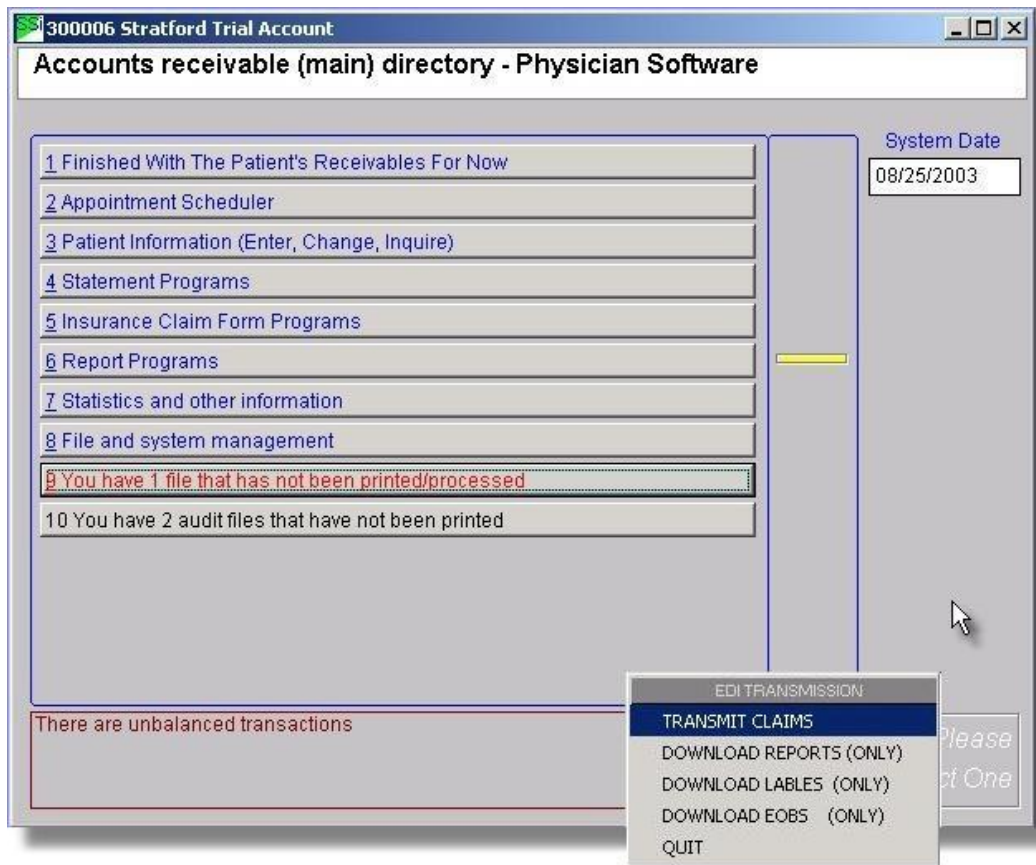 SSI 300006 Stratford Trial Account
Accounts receivable (main) directory - Physician Software
System Date
08/25/2003
1 Finished With The Patient's Receivables For Now
2 Appointment Scheduler
3 Patient Information (Enter, Change, Inquire)
4 Statement Programs
5 Insurance Claim Form Programs
6 Report Programs
7 Statistics and other information
8 File and system management
9 You have 1 file that has not been printed/processed
10 You have 2 audit files that have not been printed
There are unbalanced transactions
Please
ct One
EDI TRANSMISSION
TRANSMIT CLAIMS
DOWNLOAD REPORTS (ONLY)
DOWNLOAD LABLES (ONLY)
DOWNLOAD EOBS (ONLY)
QUIT